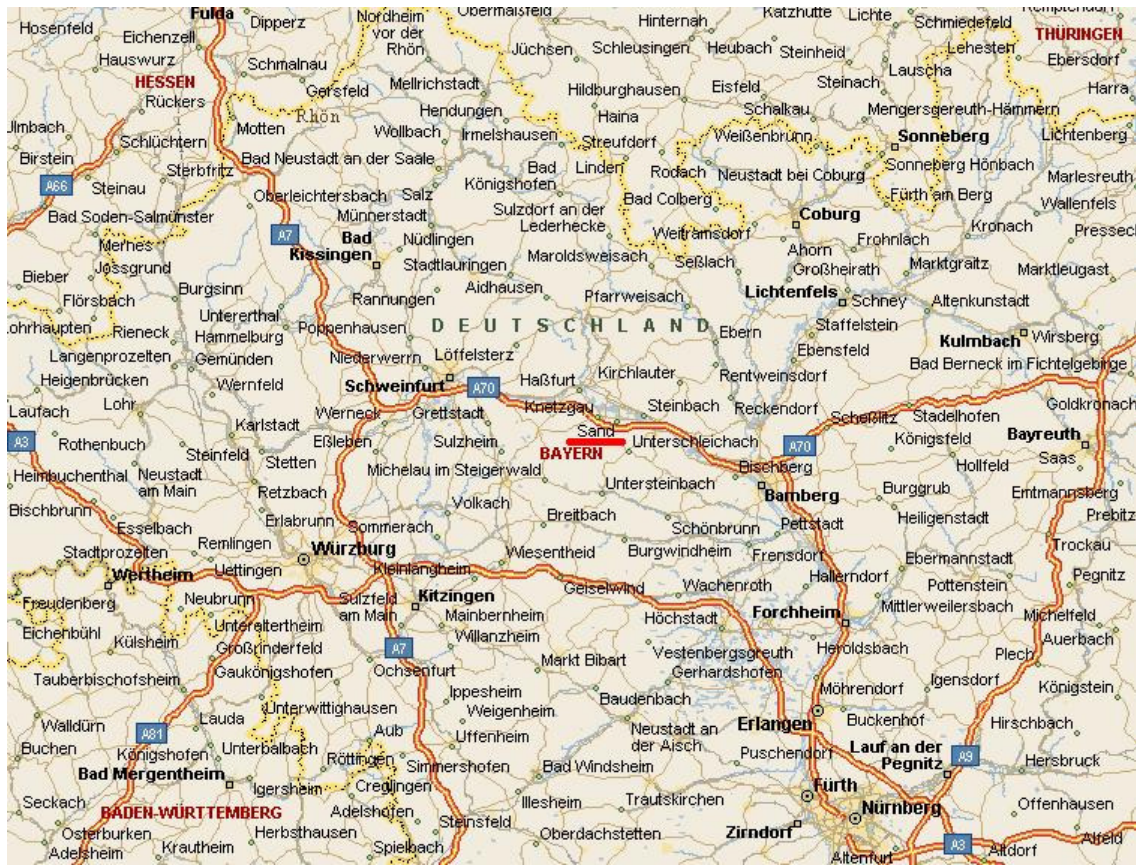 Fulda
Dipperz
Nordheim
vor der
Rhön
Obermaßfeld
Hinternah
Katzhütte
Lichte
Schmiedefeld
Hosenfeld
Eichenzell
Hauswurz
HESSEN
Rückers
Schmalnau
Gersfeld
Rhön
Jüchsen
Schleusingen
Heubach
Steinheid
Lehesten
THÜRINGEN
Ebersdorf
Mellrichstadt
Hendungen
Hildburghausen
Eisfeld
Steinach
Lauscha
Harra
Schalkau
Mengersgereuth-Hämmern
Motten
Wollbach
Irmelshausen
Haina
Streufdorf
Weißenbrunn
Sonneberg
Lichtenberg
Schlüchtern
Birstein
A66
Steinau
Sterbfritz
Bad Neustadt an der Saale
Bad
Königshofen
Linden
Rodach
Neustadt bei Coburg
Sonneberg Hönbach
Marlesreuth
Oberleichtersbach
Salz
Bad Colberg
Fürth am Berg
Wallenfels
Bad Soden-Salmünster
Münnerstadt
Sulzdorf an der
Lederhecke
Coburg
Kronach
Presseck
Mernes
A7
Bad
Kissingen
Nüdlingen
Weitramsdorf
Ahorn
Frohnlach
Jossgrund
Stadtlauringen
Maroldsweisach
Seßlach
Großheirath
Marktgraitz
Marktleugast
Bieber
Burgsinn
Rannungen
Aidhausen
Pfarrweisach
Lichtenfels
Schney
Altenkunstadt
Flörsbach
Unterethal
Poppenhausen
DEUTSCHLAND
Ebern
Staffelstein
Rieneck
Hammelburg
Kulmbach
Wirsberg
Langenprozelten
Gemünden
Niederwerrn
Löffelsterz
Ebensfeld
Bad Berneck im Fichtelgebirge
Heigenbrücken
Wernfeld
Schweinfurt
A70
Haßfurt
Kirchlauter
Rentweinsdorf
Laufach
Lohr
Werneck
Grettstadt
Knetzgau
Steinbach
Reckendorf
Scheßlitz
Stadelhofen
Goldkronach
A3
Rothenbuch
Karlstadt
Eßleben
Sulzheim
Sand
BAYERN
Unterschleichach
A70
Königsfeld
Bayreuth
Steinfeld
Stetten
Michelau im Steigerwald
Bischberg
Hollfeld
Saas
Heimbuchenthal
Neustadt
am Main
Retzbach
Untersteinbach
Bamberg
Burggrub
Emtmannsberg
Bischbrunn
Volkach
Breitbach
Schönbrunn
Pettstadt
Heiligenstadt
Prebitz
Esselbach
Erlabrunn
Sommerach
Stadtprozelten
Remlingen
Würzburg
Wiesentheid
Burgwindheim
Frensdorf
Ebermannstadt
Trockau
Wertheim
Uettingen
Kleinlangheim
Geiselwind
Wachenroth
Hallerndorf
Pottenstein
Pegnitz
Freudenberg
Neubrunn
Sulzfeld
am Main
Kitzingen
Mainbernheim
Höchstadt
Forchheim
Mittlerweilersbach
Michelfeld
Eichenbühl
Külsheim
Unteraltertheim
Willanzheim
Auerbach
Großrinderfeld
A7
Vestenbergsgreuth
Heroldsbach
Plech
Tauberbischofsheim
Gaukönigshofen
Ochsenfurt
Markt Bibart
Gerhardshofen
Igensdorf
Königstein
Unterwittighausen
Ippesheim
Weigenheim
Baudenbach
Möhrendorf
Walldürn
Lauda
A81
Aub
Uffenheim
Neustadt an
der Aisch
Erlangen
Buckenhof
Hirschbach
Buchen
Königshofen
Unterbalbach
Röttingen
Simmershofen
Puschendorf
Lauf an der
Pegnitz
A9
Hersbruck
Bad Mergentheim
Igersheim
Creglingen
Bad Windsheim
Fürth
Seckach
BADEN-WÜRTTEMBERG
Adelshofen
Illesheim
Trautskirchen
Nürnberg
Offenhausen
Osterburken
Herbsthausen
Steinsfeld
Oberdachstetten
Zirndorf
Adelsheim
Krautheim
Spielbach
Altenfurt
A3
Altdorf
Alfeld